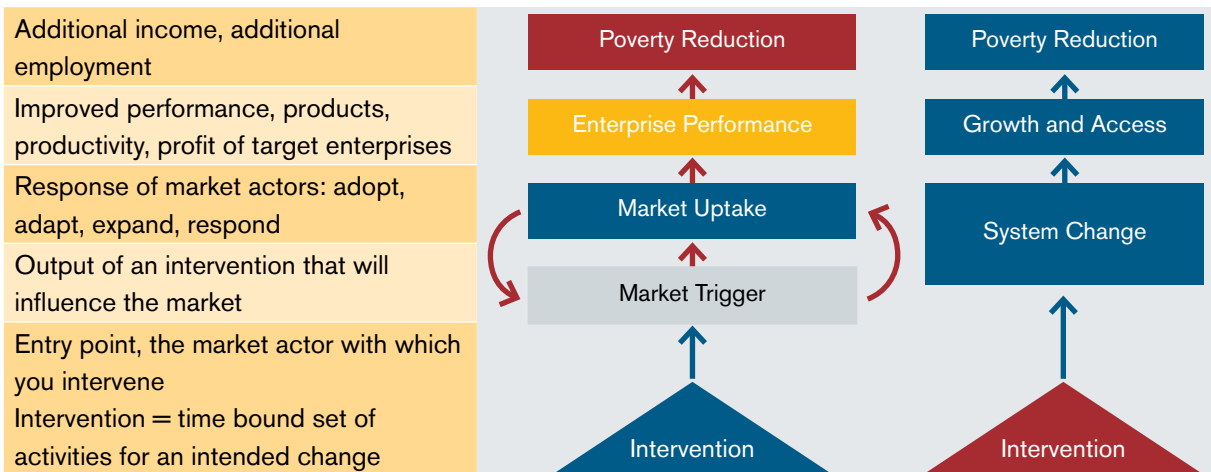 Additional income, additional
employment
Improved performance, products,
productivity, profit of target enterprises
Response of market actors: adopt,
adapt, expand, respond
Output of an intervention that will
influence the market
Entry point, the market actor with which
you intervene
Intervention = time bound set of
activities for an intended change
Poverty Reduction
Enterprise Performance
Market Uptake
Market Trigger
Intervention
Poverty Reduction
Growth and Access
System Change
Intervention